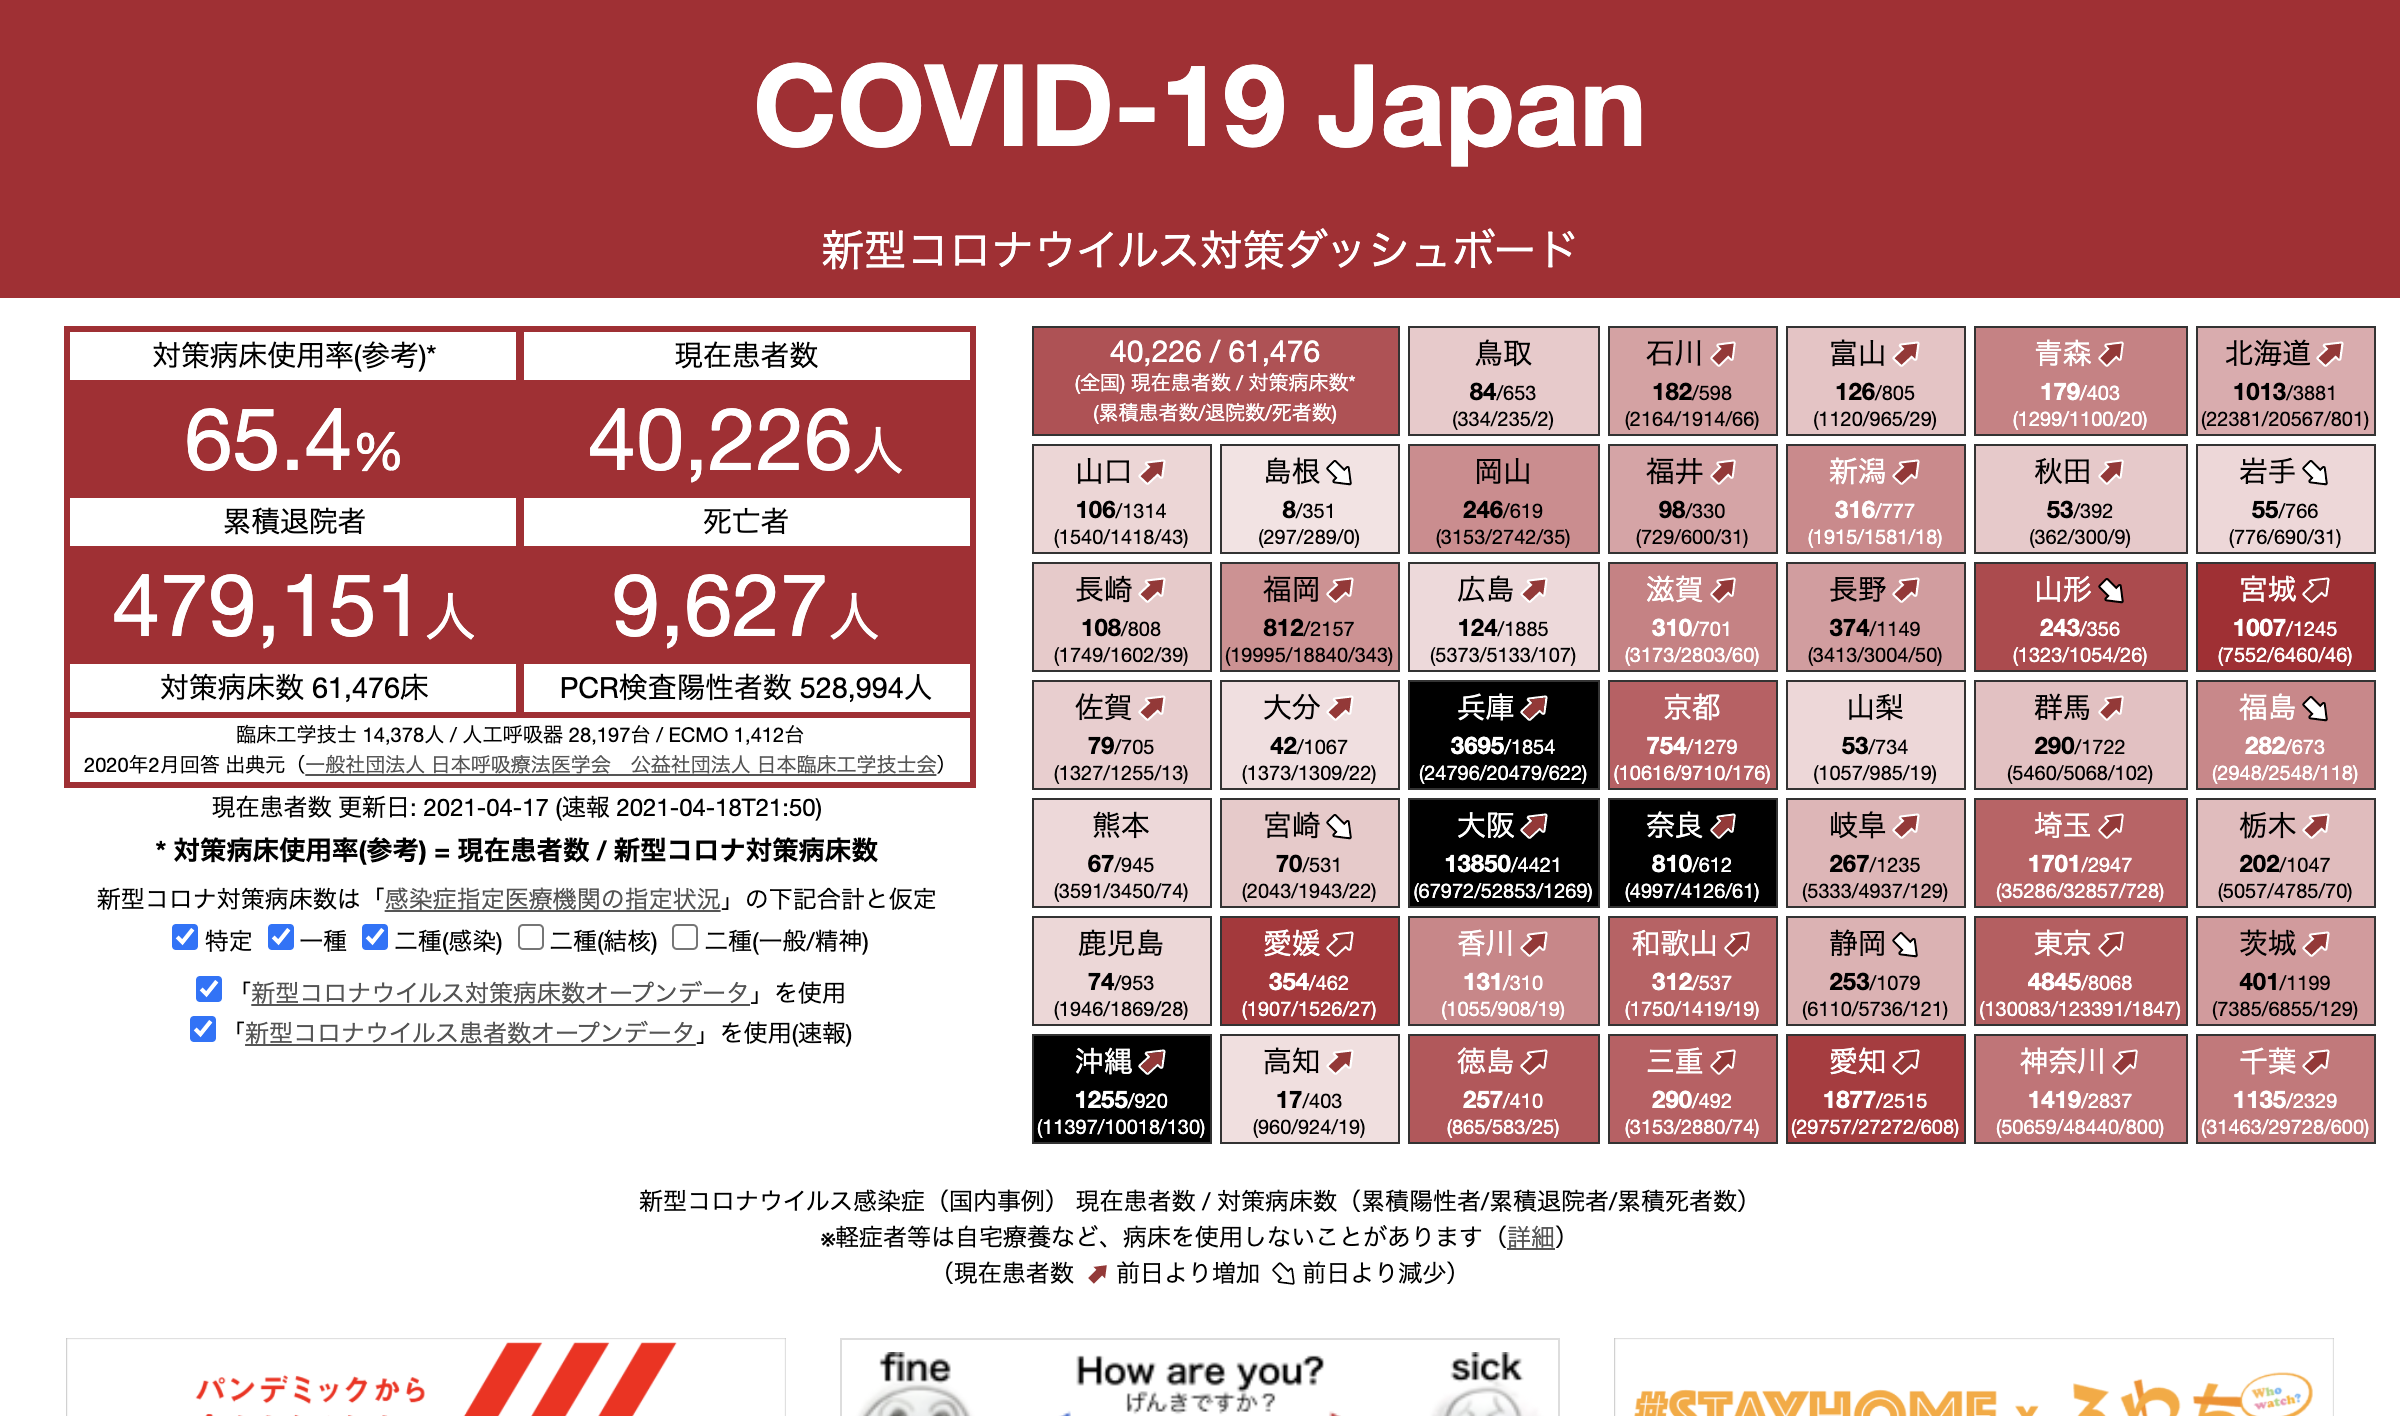 COVID-19 Japan
新型コロナウイルス対策ダッシュボード
対策病床使用率(参考)*
現在患者数
65.4%
40,226人
累積退院者
死亡者
479,151人
9,627人
対策病床数 61,476床
PCR検査陽性者数 528,994人
臨床工学技士 14,378人 / 人工呼吸器 28,197台 / ECMO 1,412台
2020年2月回答 出典元（一般社団法人 日本呼吸療法医学会　公益社団法人 日本臨床工学技士会）
現在患者数 更新日: 2021-04-17 (速報 2021-04-18T21:50)
* 対策病床使用率(参考) = 現在患者数 / 新型コロナ対策病床数
新型コロナ対策病床数は「感染症指定医療機関の指定状況」の下記合計と仮定
特定 一種 二種(感染) 二種(結核) 二種(一般/精神)
「新型コロナウイルス対策病床数オープンデータ」を使用
「新型コロナウイルス患者数オープンデータ」を使用(速報)
40,226 / 61,476
(全国) 現在患者数 / 対策病床数*
(累積患者数/退院数/死者数)
鳥取
84/653
(334/235/2)
石川
182/598
(2164/1914/66)
富山
126/805
(1120/965/29)
青森
179/403
(1299/1100/20)
北海道
1013/3881
(22381/20567/801)
山口
106/1314
(1540/1418/43)
島根
8/351
(297/289/0)
岡山
246/619
(3153/2742/35)
福井
98/330
(729/600/31)
新潟
316/777
(1915/1581/18)
秋田
53/392
(362/300/9)
岩手
55/766
(776/690/31)
長崎
108/808
(1749/1602/39)
福岡
812/2157
(19995/18840/343)
広島
124/1885
(5373/5133/107)
滋賀
310/701
(3173/2803/60)
長野
374/1149
(3413/3004/50)
山形
243/356
(1323/1054/26)
宮城
1007/1245
(7552/6460/46)
佐賀
79/705
(1327/1255/13)
大分
42/1067
(1373/1309/22)
兵庫
3695/1854
(24796/20479/622)
京都
754/1279
(10616/9710/176)
山梨
53/734
(1057/985/19)
群馬
290/1722
(5460/5068/102)
福島
282/673
(2948/2548/118)
熊本
67/945
(3591/3450/74)
宮崎
70/531
(2043/1943/22)
大阪
13850/4421
(67972/52853/1269)
奈良
810/612
(4997/4126/61)
岐阜
267/1235
(5333/4937/129)
埼玉
1701/2947
(35286/32857/728)
栃木
202/1047
(5057/4785/70)
鹿児島
74/953
(1946/1869/28)
愛媛
354/462
(1907/1526/27)
香川
131/310
(1055/908/19)
和歌山
312/537
(1750/1419/19)
静岡
253/1079
(6110/5736/121)
東京
4845/8068
(130083/123391/1847)
茨城
401/1199
(7385/6855/129)
沖縄
1255/920
(11397/10018/130)
高知
17/403
(960/924/19)
徳島
257/410
(865/583/25)
三重
290/492
(3153/2880/74)
愛知
1877/2515
(29757/27272/608)
神奈川
1419/2837
(50659/48440/800)
千葉
1135/2329
(31463/29728/600)
新型コロナウイルス感染症（国内事例） 現在患者数 / 対策病床数（累積陽性者/累積退院者/累積死者数）
※軽症者等は自宅療養など、病床を使用しないことがあります（詳細）
（現在患者数 前日より増加 前日より減少）
パンデミックから
fine
How are you?
sick
げんきですか？
#STAYHOME x
Who watch?